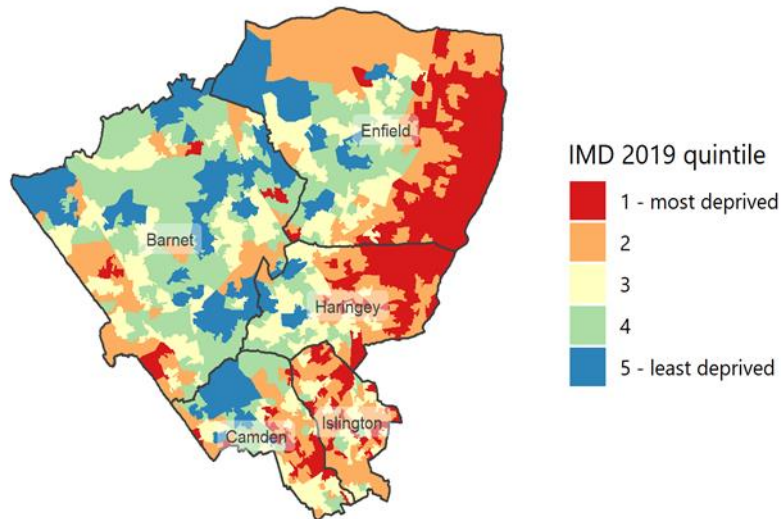 Enfield
Barnet
Haringey
Camden
Islington
IMD 2019 quintile
1 - most deprived
2
3
4
5 - least deprived